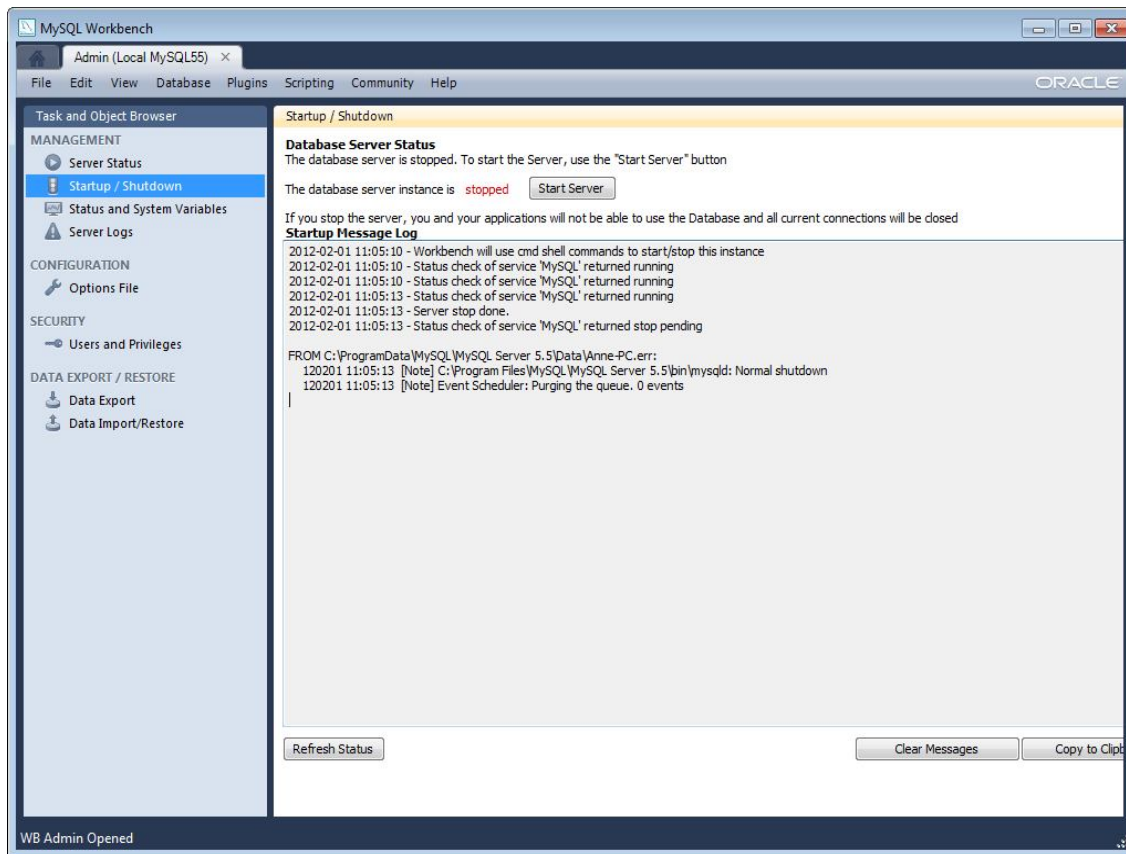 MySQL Workbench
Admin (Local MySQL55)
File Edit View Database Plugins Scripting Community Help
ORACLE
Task and Object Browser
MANAGEMENT
Server Status
Startup / Shutdown
Status and System Variables
Server Logs
CONFIGURATION
Options File
SECURITY
Users and Privileges
DATA EXPORT / RESTORE
Data Export
Data Import/Restore
Startup / Shutdown
Database Server Status
The database server is stopped. To start the Server, use the "Start Server" button
The database server instance is stopped Start Server
If you stop the server, you and your applications will not be able to use the Database and all current connections will be closed
Startup Message Log
2012-02-01 11:05:10 - Workbench will use cmd shell commands to start/stop this instance
2012-02-01 11:05:10 - Status check of service 'MySQL' returned running
2012-02-01 11:05:10 - Status check of service 'MySQL' returned running
2012-02-01 11:05:13 - Status check of service 'MySQL' returned running
2012-02-01 11:05:13 - Server stop done.
2012-02-01 11:05:13 - Status check of service 'MySQL' returned stop pending
FROM C:\ProgramData\MySQL\MySQL Server 5.5\Data\Anne-PC.err:
120201 11:05:13 [Note] C:\Program Files\MySQL\MySQL Server 5.5\bin\mysqld: Normal shutdown
120201 11:05:13 [Note] Event Scheduler: Purging the queue. 0 events
Refresh Status Clear Messages Copy to Clipb
WB Admin Opened